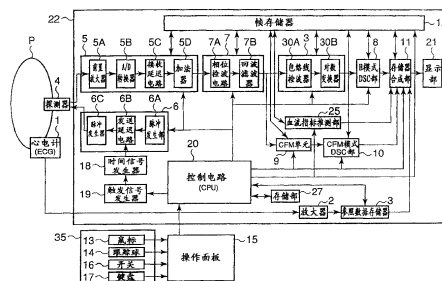 22
帧存储器
P
5
5A
5B
5C
5D
前置
放大器
A/D
转换器
接收
延迟电路
加法器
7
7A
7B
相位
检波电路
回波
滤波器
3
30A
30B
包络线
检波器
对数
变换器
8
B模式
DSC部
11
存储器
合成部
21
显示部
4
探测器
1
心电计
(ECG)
6C
6B
6A
6
脉冲
发生器
发送
延迟
电路
脉冲
发生部
血流指标推测部
25
CFM单元
9
CFM模式
DSC部
10
18
时间信号
发生器
19
触发信号
发生器
20
控制电路
(CPU)
存储部
27
放大器
2
参照数据存储器
3
35
13
鼠标
14
跟踪球
16
开关
17
键盘
操作面板
15